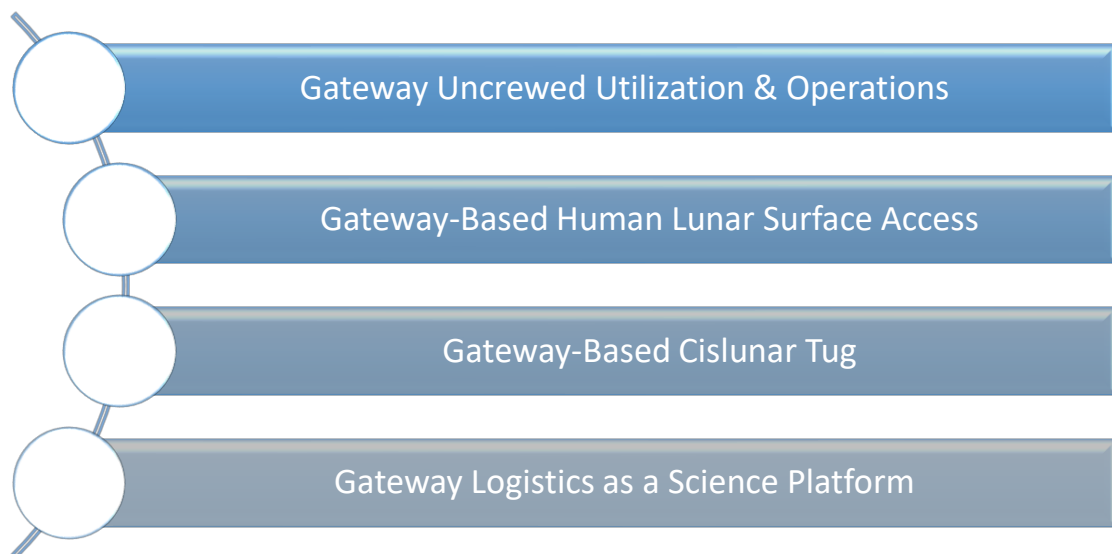 Gateway Uncrewed Utilization & Operations
Gateway-Based Human Lunar Surface Access
Gateway-Based Cislunar Tug
Gateway Logistics as a Science Platform